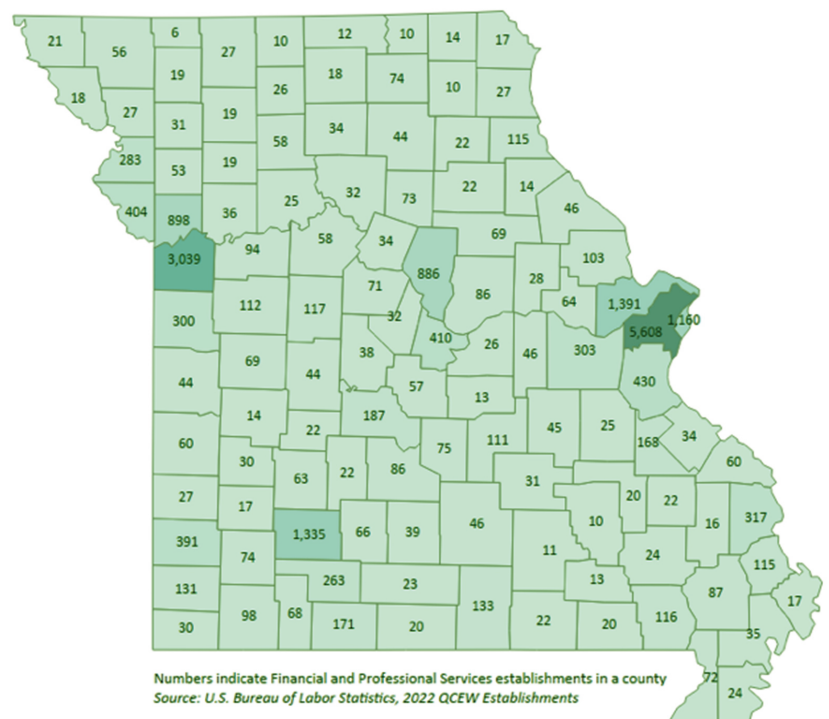 21 56 6 27 10 12 10 14 17
18 27 19 19 26 18 74 10 27
283 31 58 34 44 22 115
53 19
404 898 36 25 32 73 22 14 46
3,039 94 58 34 886 69 103
300 112 117 71 32 410 86 28 64 1,391 5,608 1,160
44 69 44 38 57 26 46 303 430
60 14 22 187 13
30 63 22 86 75 111 45 25 168 34 60
27 17 31
391 74 1,335 66 39 46 11 10 20 22 16 317
131 263 23 13 24 115
30 98 68 171 20 133 22 20 116 87 35 17
72 24
Numbers indicate Financial and Professional Services establishments in a county
Source: U.S. Bureau of Labor Statistics, 2022 QCEW Establishments